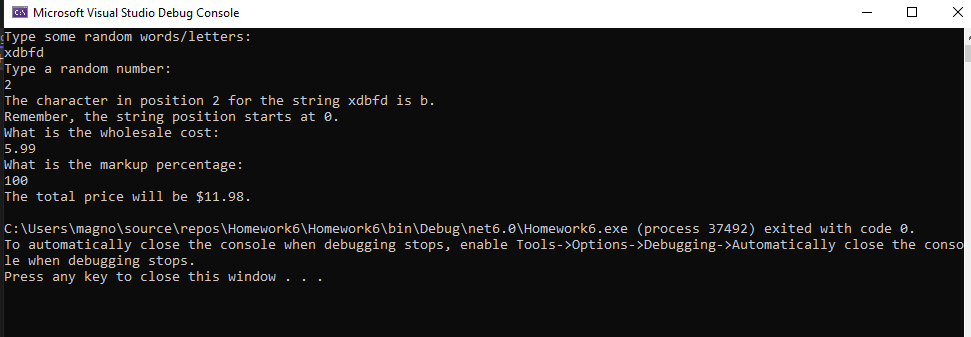 Microsoft Visual Studio Debug Console
Type some random words/letters:
xdbfd
Type a random number:
2
The character in position 2 for the string xdbfd is b.
Remember, the string position starts at 0.
What is the wholesale cost:
5.99
What is the markup percentage:
100
The total price will be $11.98.
C:\Users\magno\source\repos\Homework6\Homework6\bin\Debug\net6.0\Homework6.exe (process 37492) exited with code 0.
To automatically close the console when debugging stops, enable Tools->Options->Debugging->Automatically close the conso
le when debugging stops.
Press any key to close this window . . .